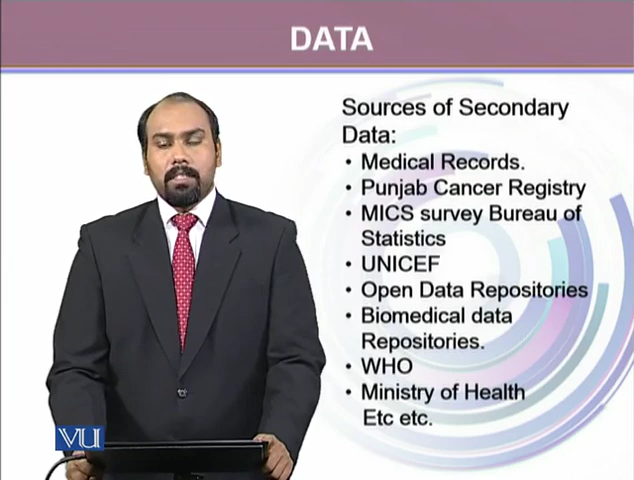 DATA
Sources of Secondary
Data:
• Medical Records.
• Punjab Cancer Registry
• MICS survey Bureau of
Statistics
• UNICEF
• Open Data Repositories
• Biomedical data
Repositories.
• WHO
• Ministry of Health
Etc etc.
VU